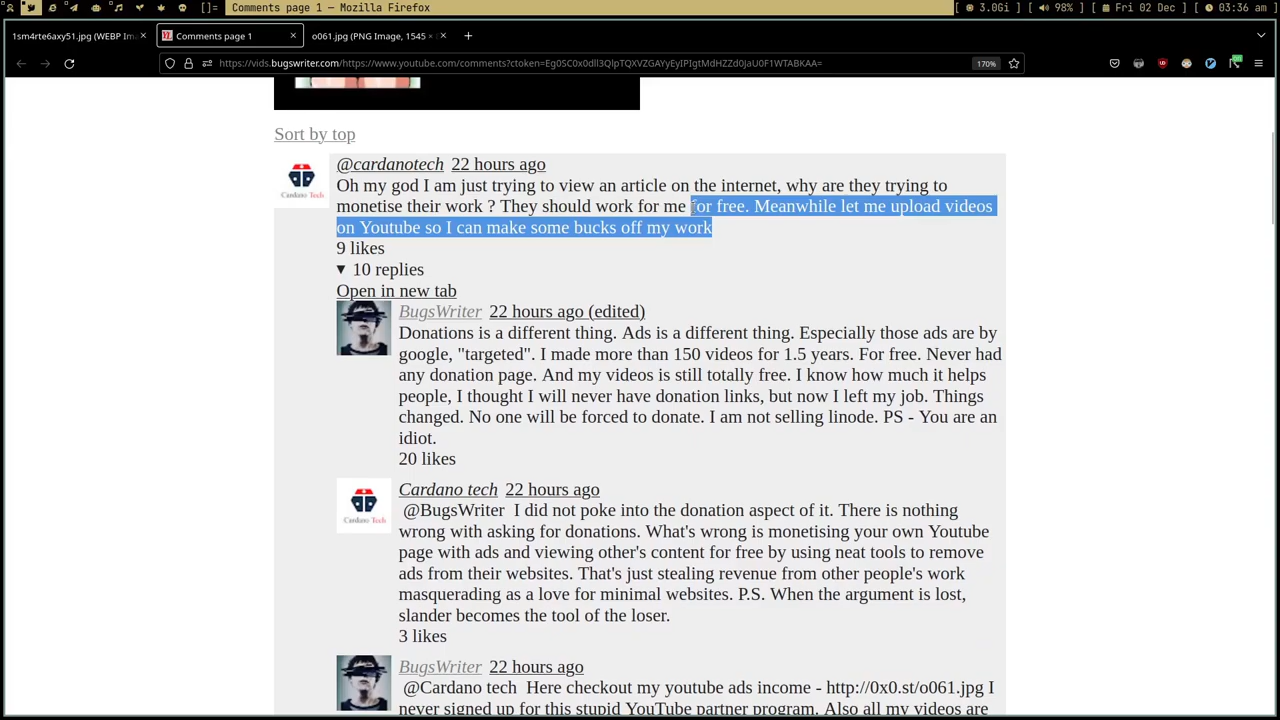 Comments page 1 — Mozilla Firefox
3.0Gi
98%
Fri 02 Dec
03:36 am
1sm4rte6axy51.jpg (WEBP Im
Comments page 1
o061.jpg (PNG Image, 1545 ×
https://vids.bugswriter.com/https://www.youtube.com/comments?ctoken=Eg0SC0x0dll3QlpTQXVZGAYyEyIPIgtMdHZZd0JaU0F1WTABKAA=
170%
Sort by top
@cardanotech 22 hours ago
Oh my god I am just trying to view an article on the internet, why are they trying to
monetise their work ? They should work for me for free. Meanwhile let me upload videos
on Youtube so I can make some bucks off my work
9 likes
▼ 10 replies
Open in new tab
BugsWriter 22 hours ago (edited)
Donations is a different thing. Ads is a different thing. Especially those ads are by
google, "targeted". I made more than 150 videos for 1.5 years. For free. Never had
any donation page. And my videos is still totally free. I know how much it helps
people, I thought I will never have donation links, but now I left my job. Things
changed. No one will be forced to donate. I am not selling linode. PS - You are an
idiot.
20 likes
Cardano tech 22 hours ago
@BugsWriter I did not poke into the donation aspect of it. There is nothing
wrong with asking for donations. What's wrong is monetising your own Youtube
page with ads and viewing other's content for free by using neat tools to remove
ads from their websites. That's just stealing revenue from other people's work
masquerading as a love for minimal websites. P.S. When the argument is lost,
slander becomes the tool of the loser.
3 likes
BugsWriter 22 hours ago
@Cardano tech Here checkout my youtube ads income - http://0x0.st/o061.jpg I
never signed up for this stupid YouTube partner program. Also all my videos are